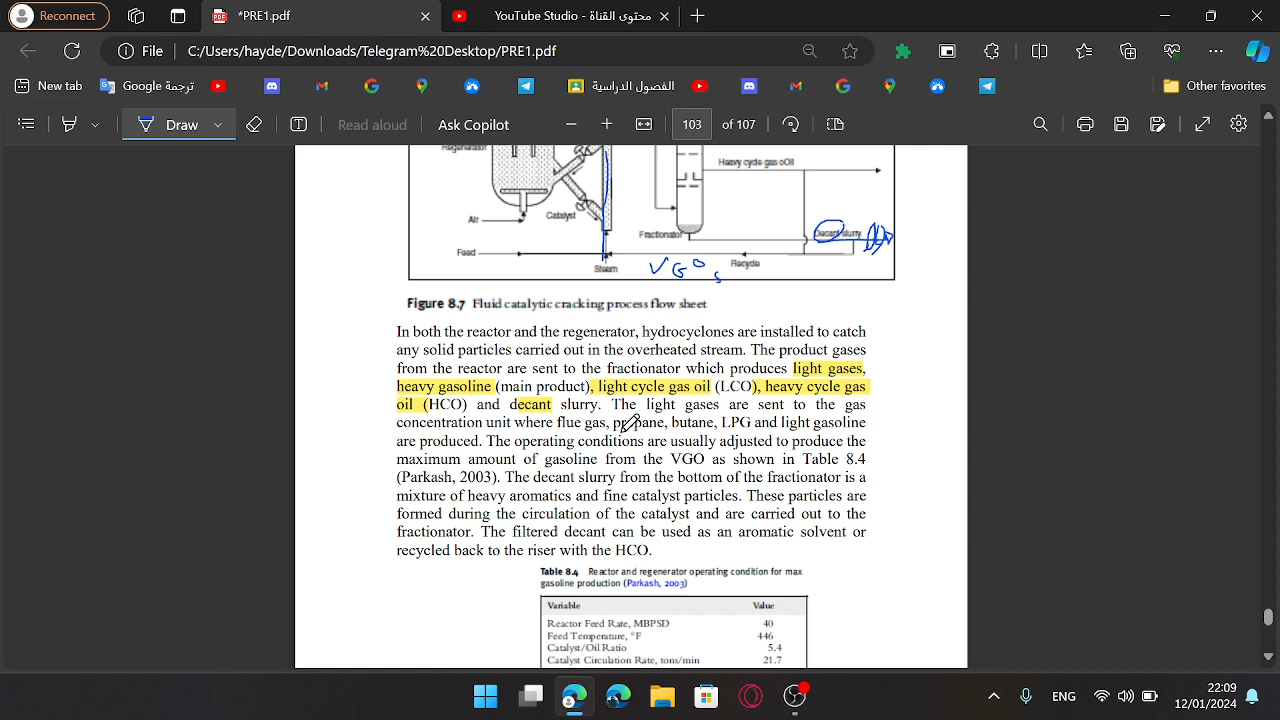 Reconnect
*PRE1.pdf
YouTube Studio - محتوى القناة
File
C:/Users/hayde/Downloads/Telegram%20Desktop/PRE1.pdf
New tab
Google ترجمة
الفصول الدراسية
Other favorites
Draw
Read aloud
Ask Copilot
103
of 107
Regenerator
Heavy cycle gas oOil
Air
Catalyst
Fractionator
Decant slurry
Feed
Steam
Recycle
VGOs
Figure 8.7 Fluid catalytic cracking process flow sheet
In both the reactor and the regenerator, hydrocyclones are installed to catch
any solid particles carried out in the overheated stream. The product gases
from the reactor are sent to the fractionator which produces light gases,
heavy gasoline (main product), light cycle gas oil (LCO), heavy cycle gas
oil (HCO) and decant slurry. The light gases are sent to the gas
concentration unit where flue gas, propane, butane, LPG and light gasoline
are produced. The operating conditions are usually adjusted to produce the
maximum amount of gasoline from the VGO as shown in Table 8.4
(Parkash, 2003). The decant slurry from the bottom of the fractionator is a
mixture of heavy aromatics and fine catalyst particles. These particles are
formed during the circulation of the catalyst and are carried out to the
fractionator. The filtered decant can be used as an aromatic solvent or
recycled back to the riser with the HCO.
Table 8.4 Reactor and regenerator operating condition for max
gasoline production (Parkash, 2003)
Variable Value
Reactor Feed Rate, MBPSD 40
Feed Temperature, °F 446
Catalyst/Oil Ratio 5.4
Catalyst Circulation Rate, tons/min 21.7
ENG
22:09
12/01/2024